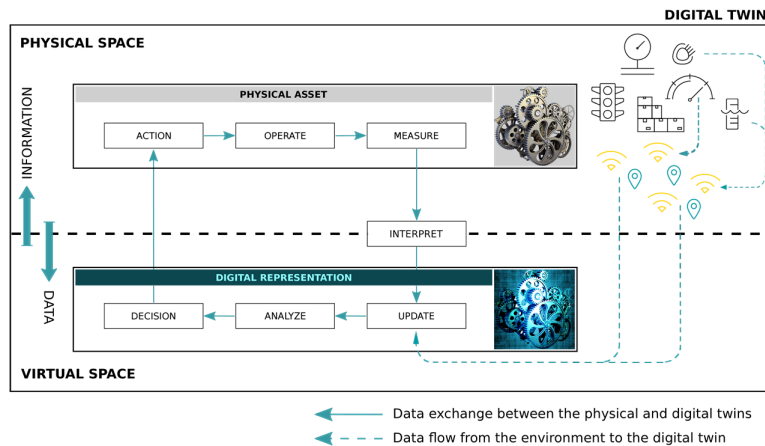 DIGITAL TWIN
PHYSICAL SPACE
PHYSICAL ASSET
ACTION
OPERATE
MEASURE
INFORMATION
INTERPRET
DATA
DIGITAL REPRESENTATION
DECISION
ANALYZE
UPDATE
VIRTUAL SPACE
Data exchange between the physical and digital twins
Data flow from the environment to the digital twin